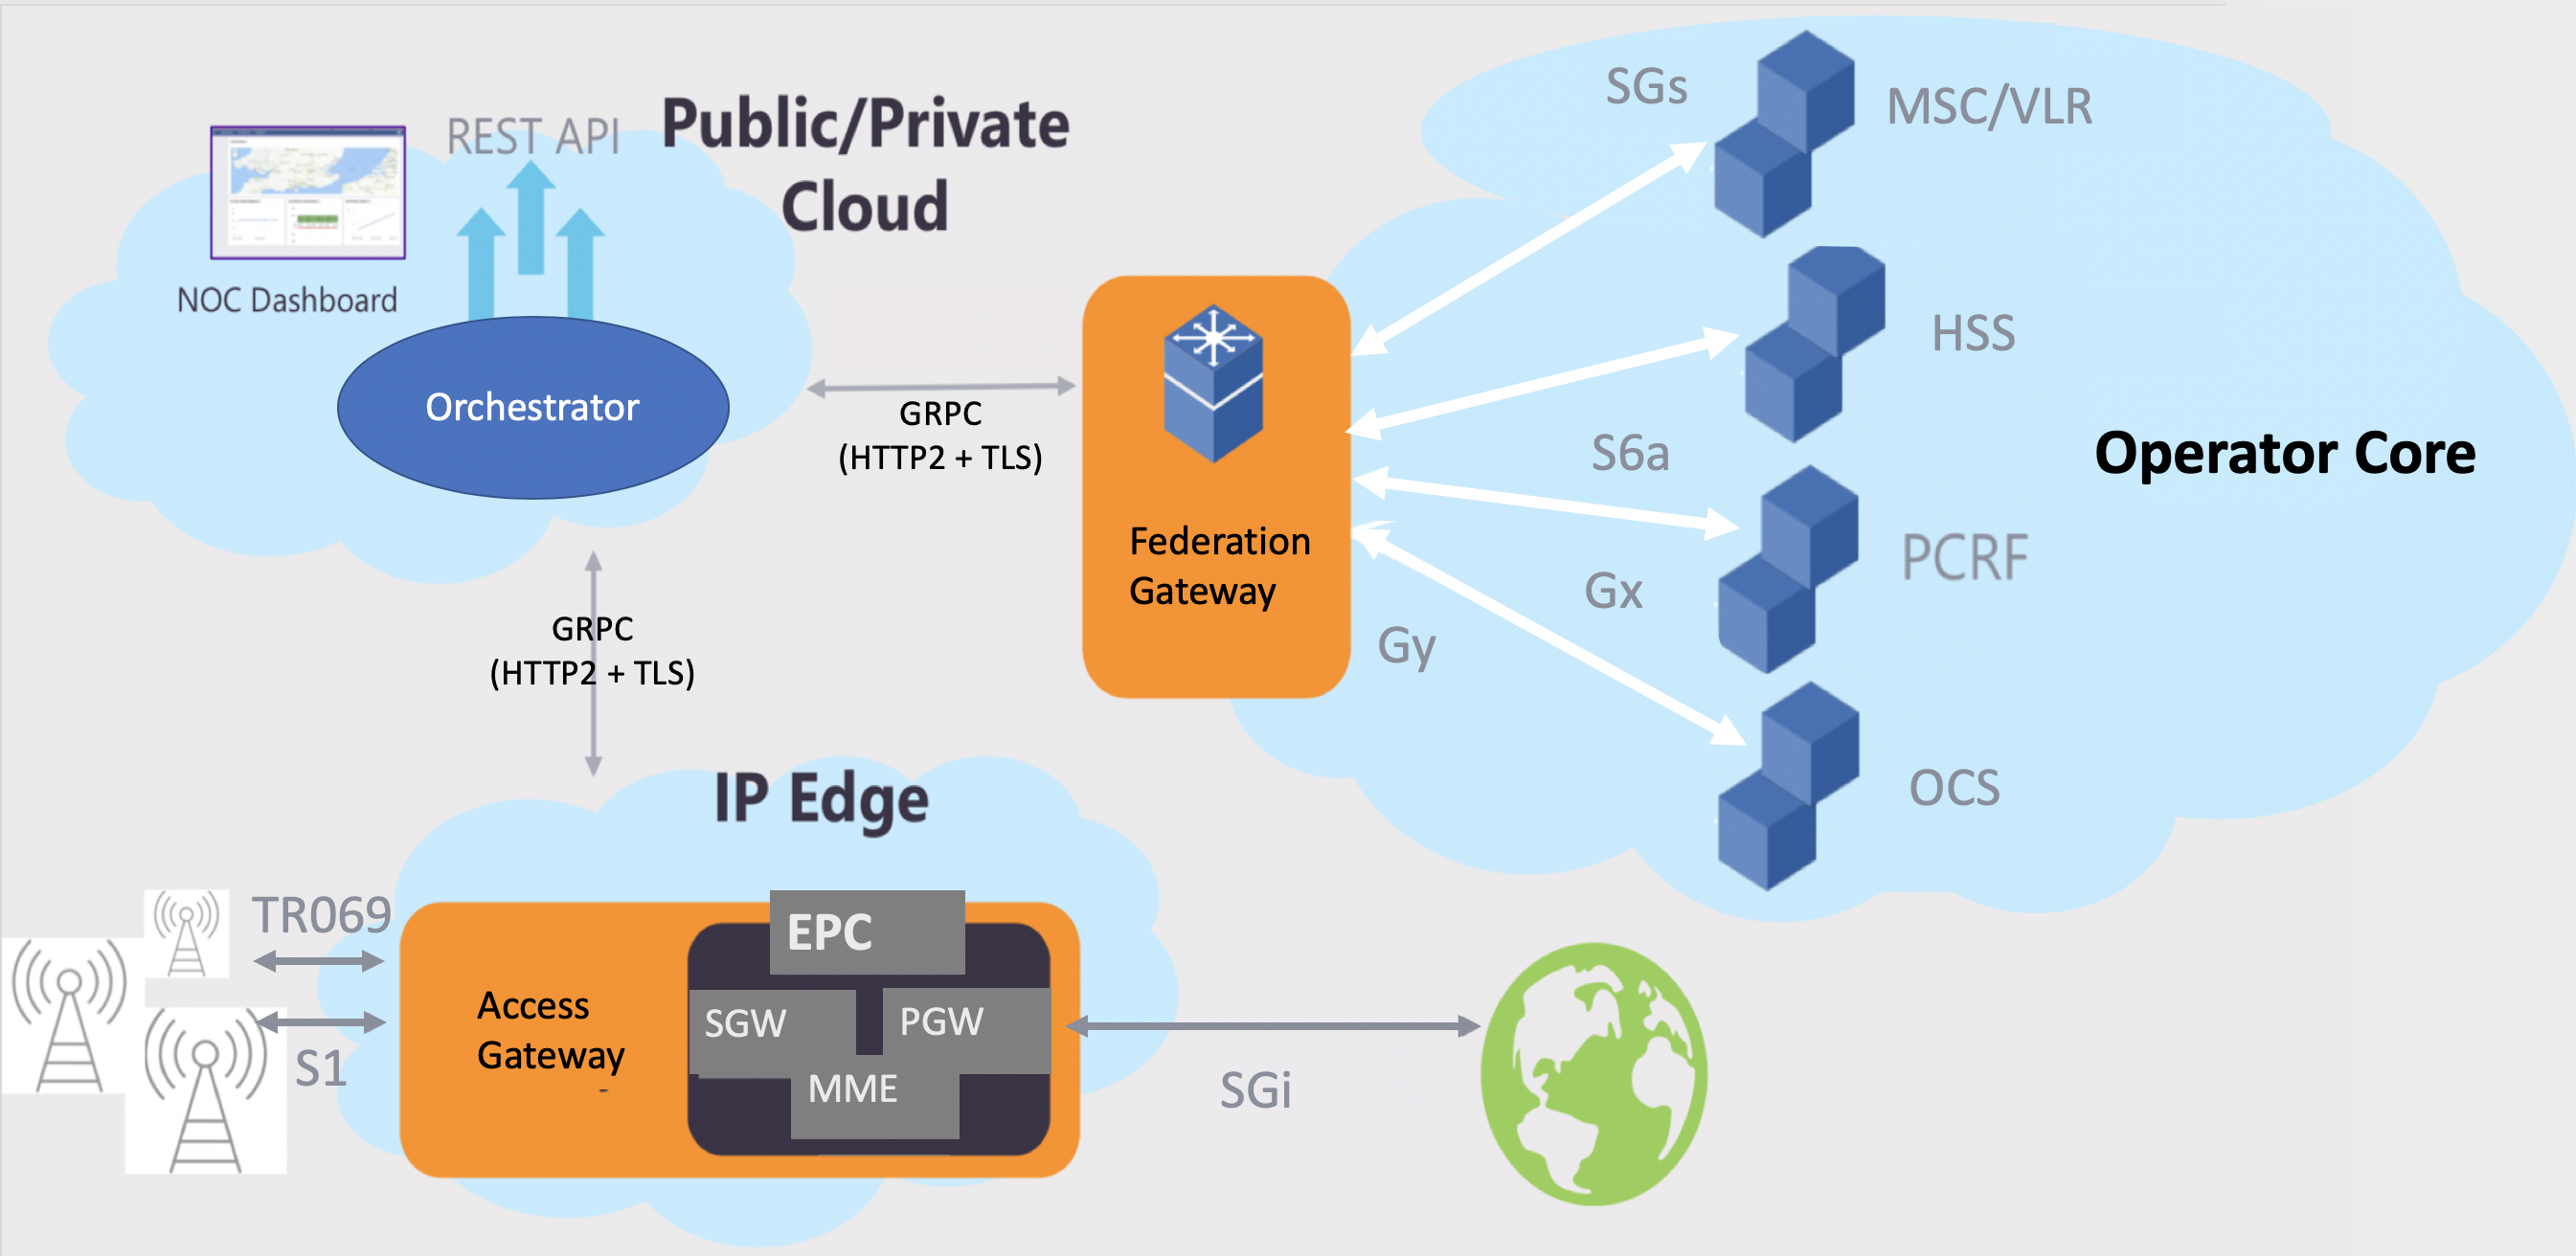 REST API
Public/Private
Cloud
NOC Dashboard
Orchestrator
GRPC
(HTTP2 + TLS)
Federation
Gateway
SGs
MSC/VLR
HSS
S6a
Operator Core
PCRF
Gx
Gy
OCS
GRPC
(HTTP2 + TLS)
IP Edge
TR069
S1
Access
Gateway
EPC
SGW
PGW
MME
SGi